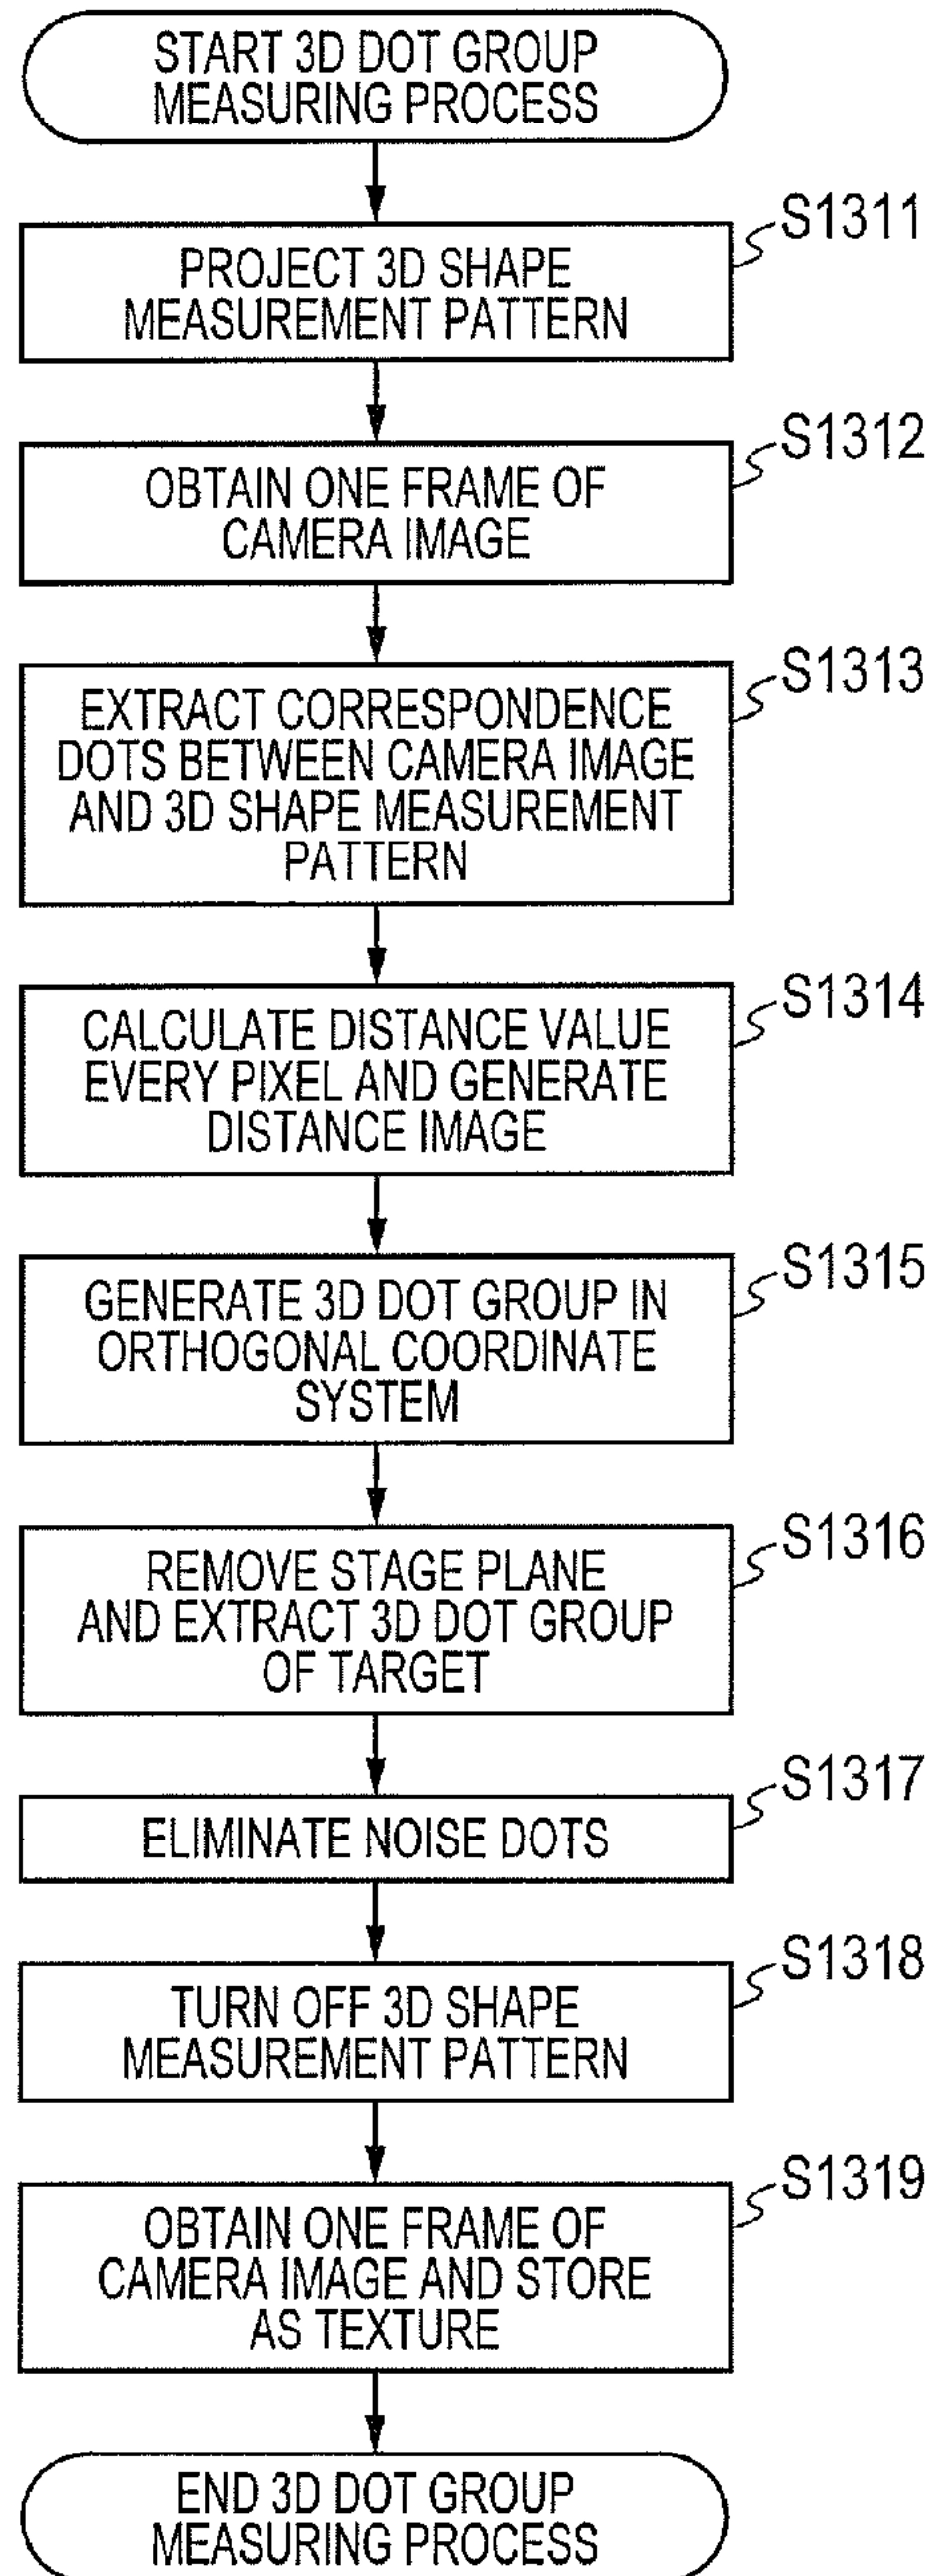 START 3D DOT GROUP
MEASURING PROCESS
S1311
PROJECT 3D SHAPE
MEASUREMENT PATTERN
S1312
OBTAIN ONE FRAME OF
CAMERA IMAGE
S1313
EXTRACT CORRESPONDENCE
DOTS BETWEEN CAMERA IMAGE
AND 3D SHAPE MEASUREMENT
PATTERN
S1314
CALCULATE DISTANCE VALUE
EVERY PIXEL AND GENERATE
DISTANCE IMAGE
S1315
GENERATE 3D DOT GROUP IN
ORTHOGONAL COORDINATE
SYSTEM
S1316
REMOVE STAGE PLANE
AND EXTRACT 3D DOT GROUP
OF TARGET
S1317
ELIMINATE NOISE DOTS
S1318
TURN OFF 3D SHAPE
MEASUREMENT PATTERN
S1319
OBTAIN ONE FRAME OF
CAMERA IMAGE AND STORE
AS TEXTURE
END 3D DOT GROUP
MEASURING PROCESS